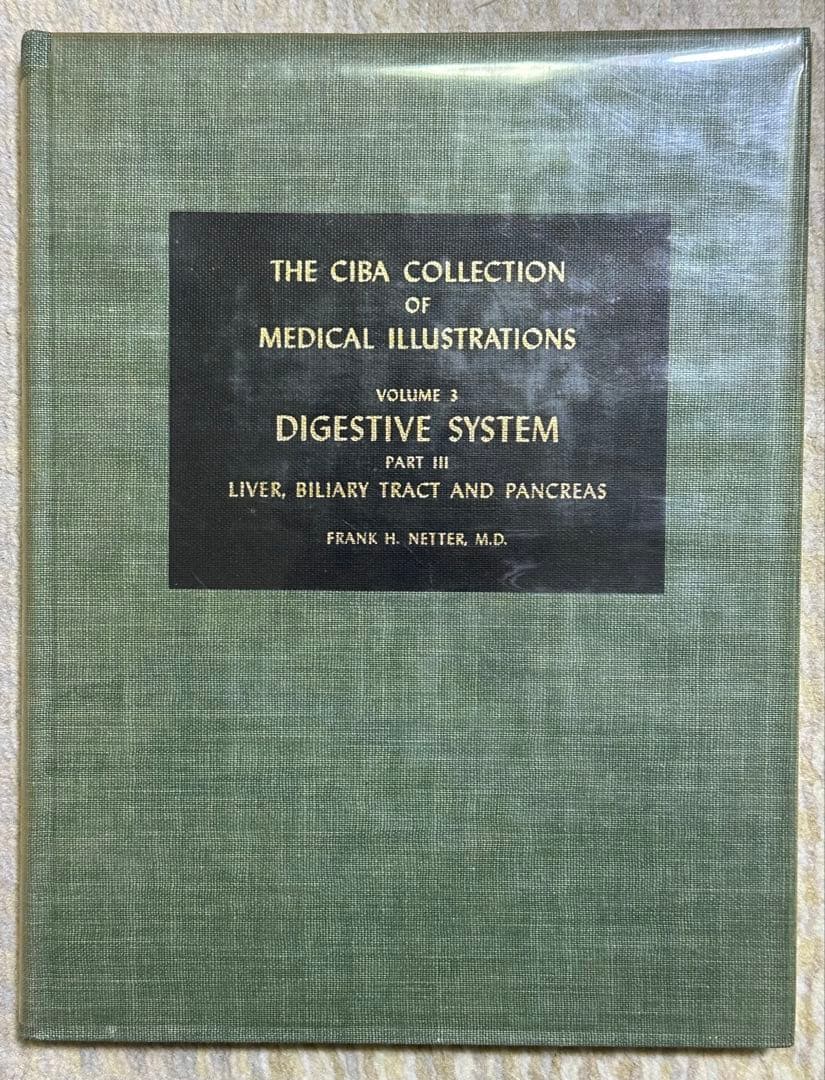 THE CIBA COLLECTION
OF
MEDICAL ILLUSTRATIONS
VOLUME 3
DIGESTIVE SYSTEM
PART III
LIVER, BILIARY TRACT AND PANCREAS
FRANK H. NETTER, M.D.